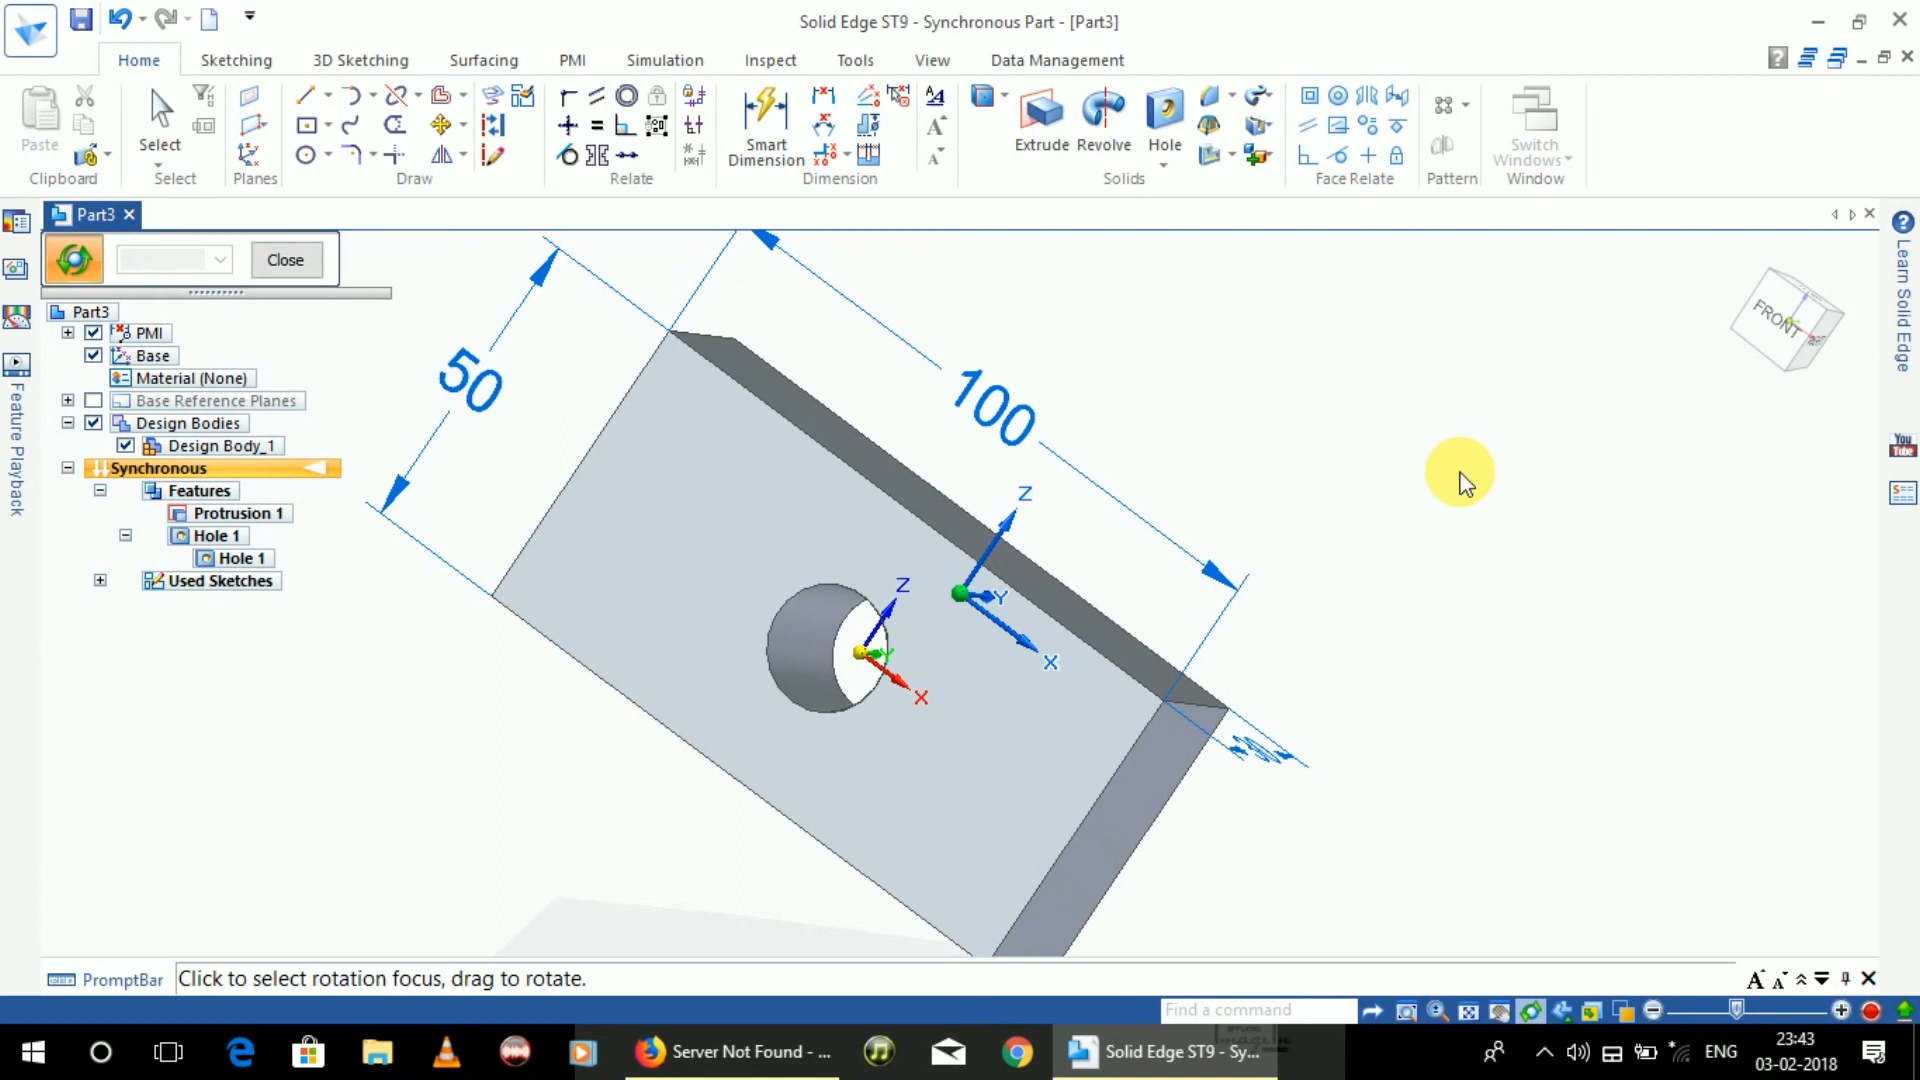 Solid Edge ST9 - Synchronous Part - [Part3]
Home Sketching 3D Sketching Surfacing PMI Simulation Inspect Tools View Data Management
Paste
Clipboard
Select
Select
Planes
Draw
Relate
Smart Dimension
Dimension
Extrude Revolve Hole
Solids
Face Relate
Pattern
Switch Windows
Window
Part3
Close
Part3
PMI
Base
Material (None)
Base Reference Planes
Design Bodies
Design Body_1
Synchronous
Features
Protrusion 1
Hole 1
Hole 1
Used Sketches
Feature Playback
50
100
Z
Y
X
Z
Y
X
FRONT
Learn Solid Edge
You Tube
PromptBar Click to select rotation focus, drag to rotate.
Find a command
Server Not Found - ...
Solid Edge ST9 - Sy...
ENG
23:43
03-02-2018